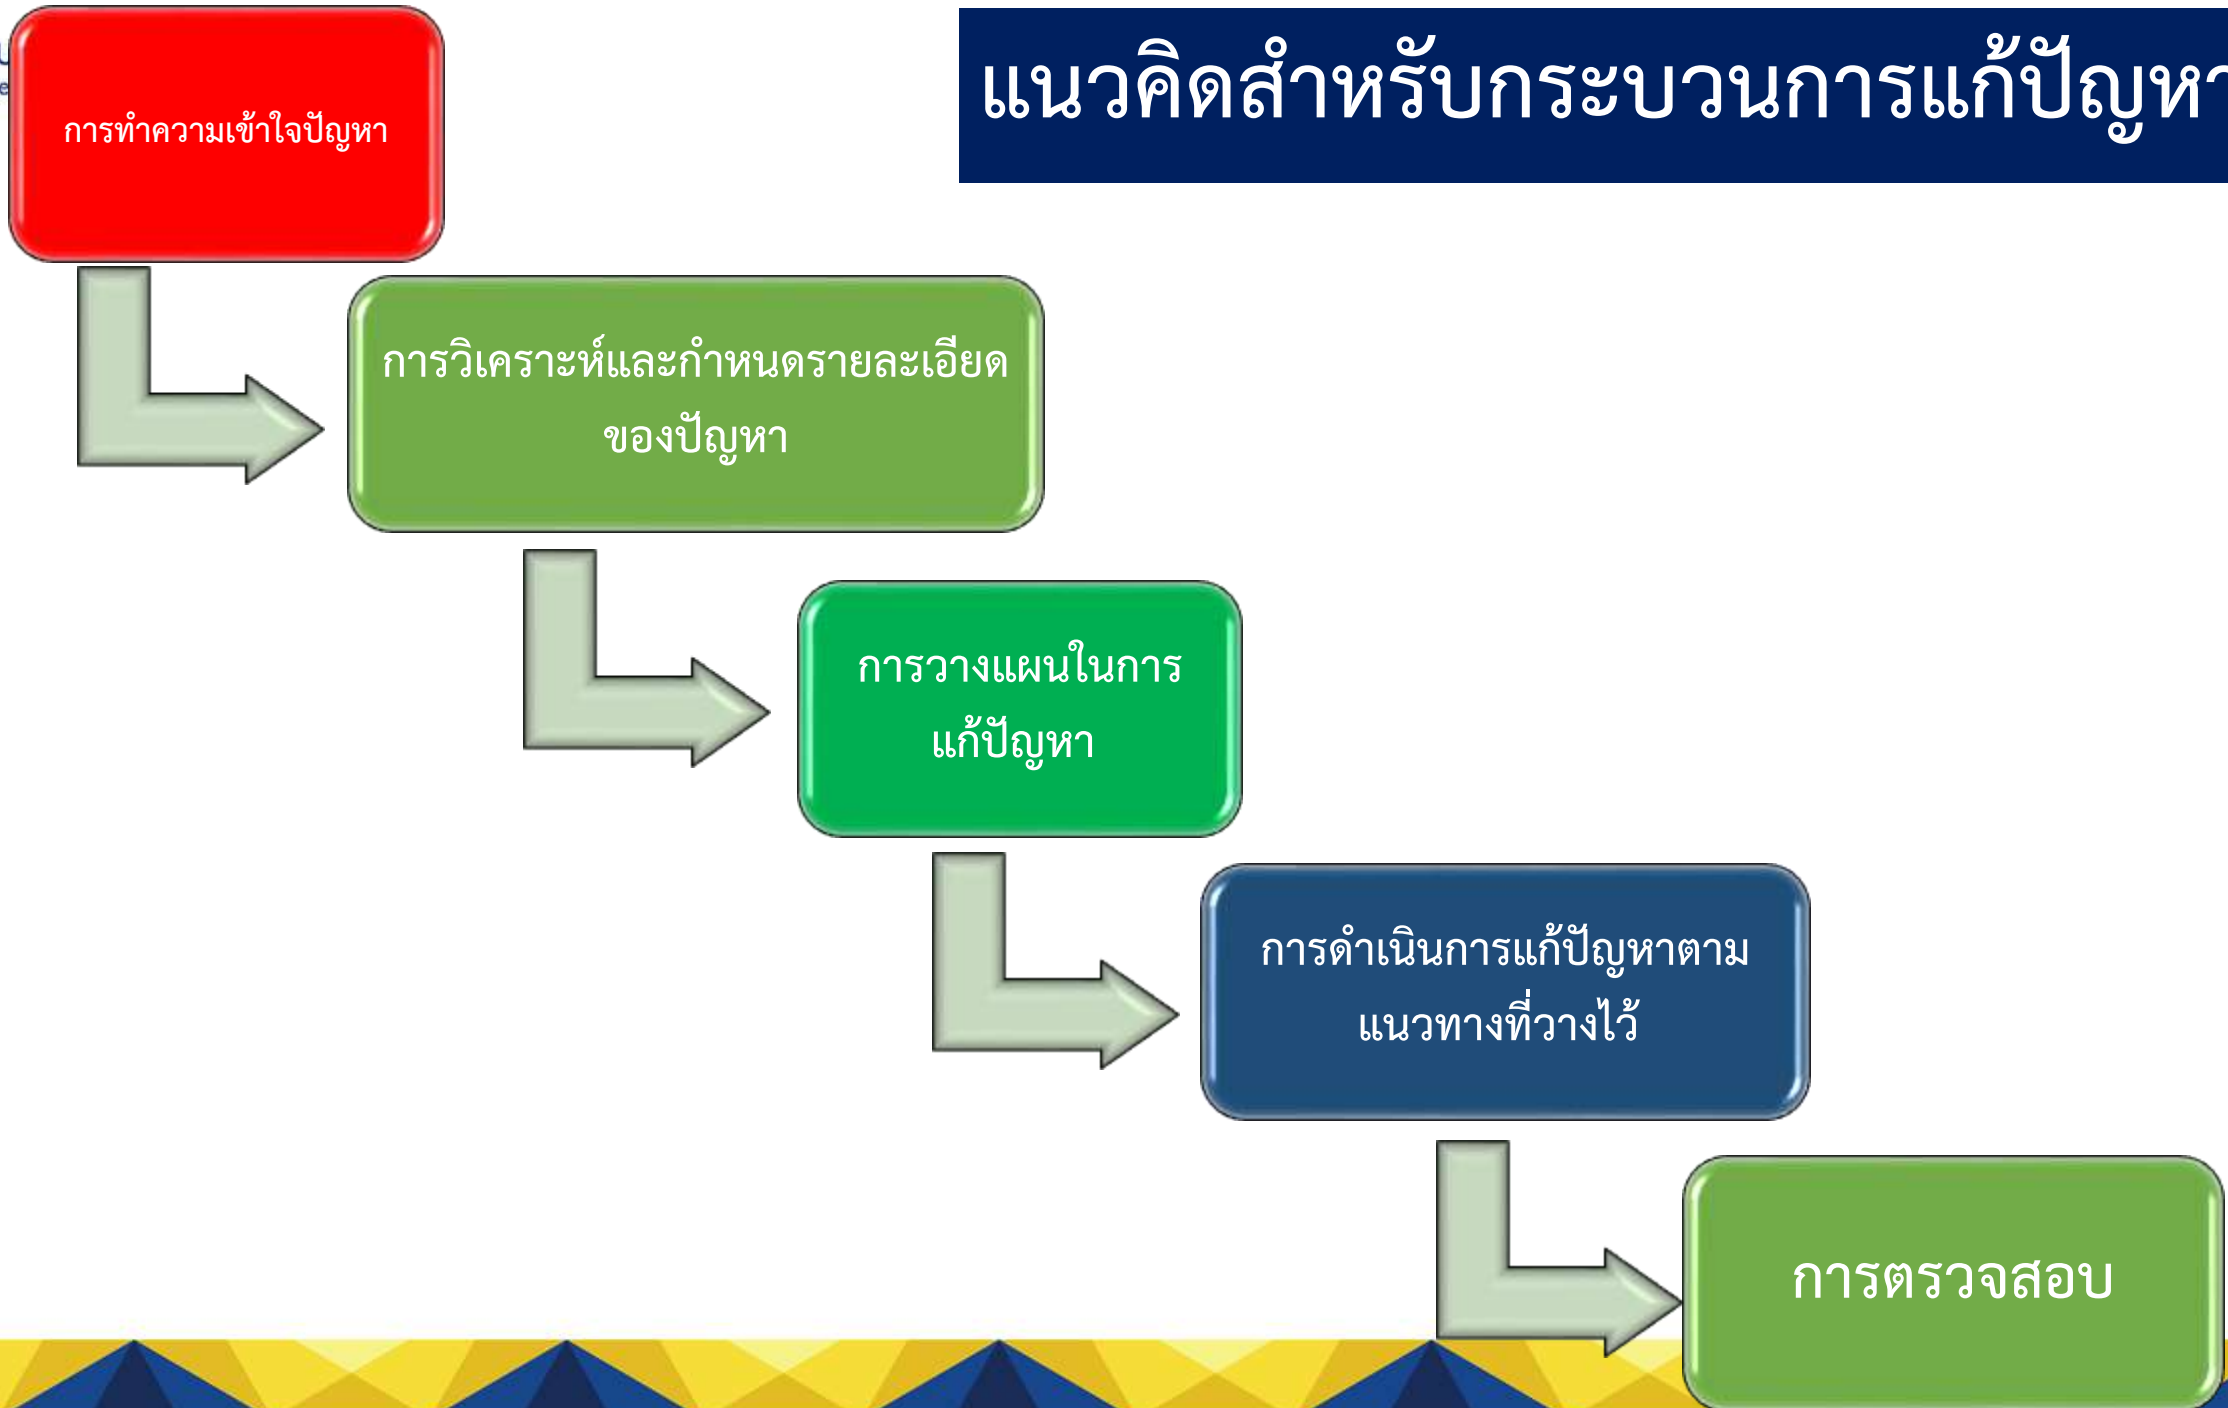 แนวคิดสำหรับกระบวนการแก้ปัญหา
การทำความเข้าใจปัญหา
การวิเคราะห์และกำหนดรายละเอียด
ของปัญหา
การวางแผนในการ
แก้ปัญหา
การดำเนินการแก้ปัญหาตาม
แนวทางที่วางไว้
การตรวจสอบ